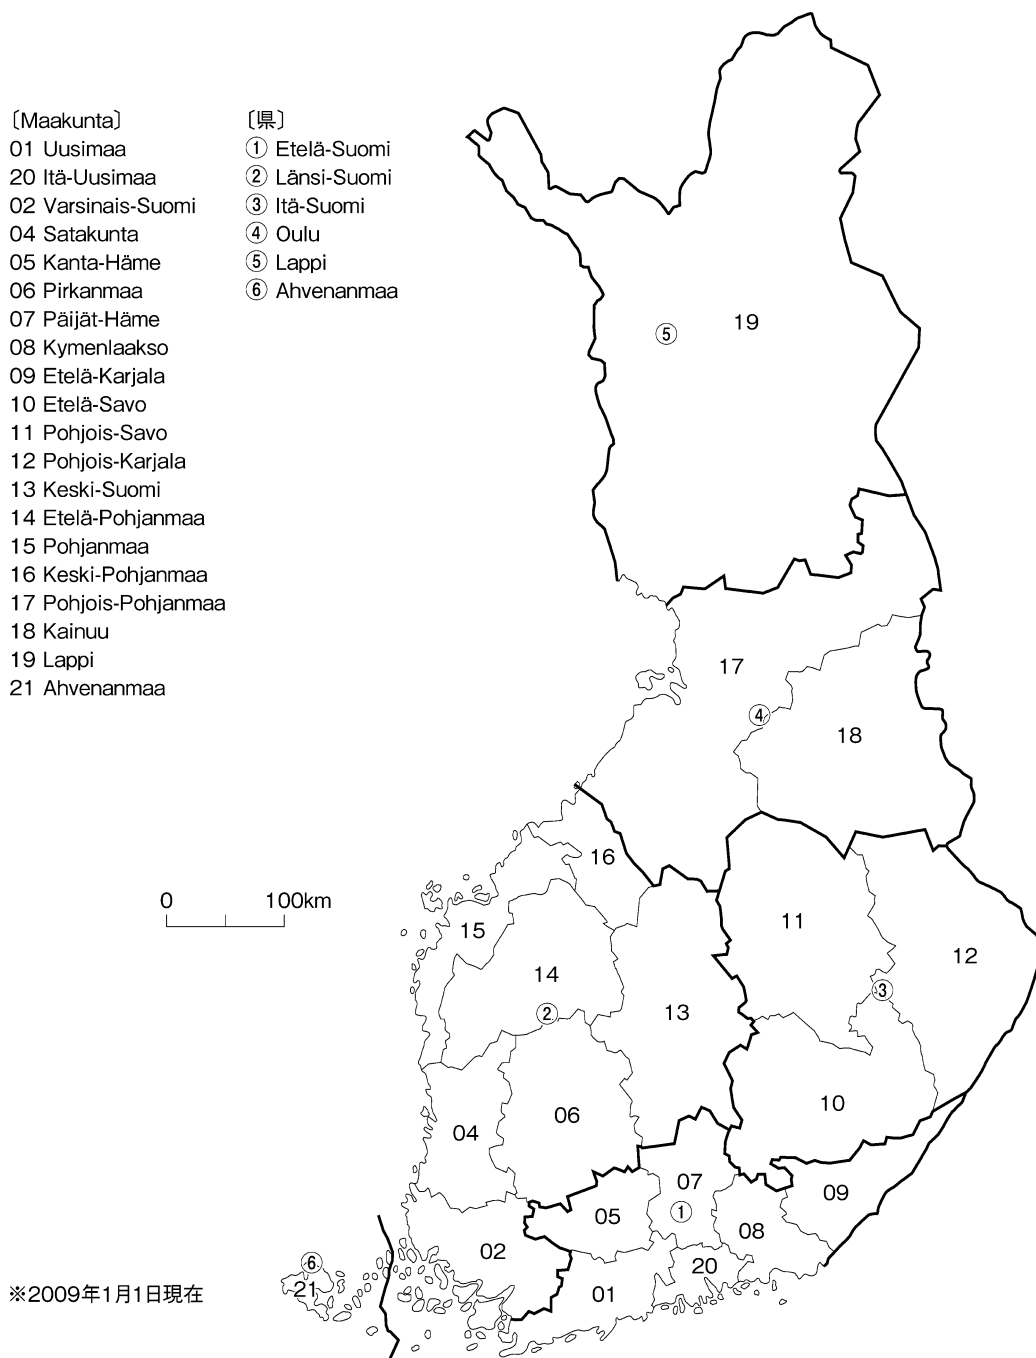 〔Maakunta〕
01 Uusimaa
20 Itä-Uusimaa
02 Varsinais-Suomi
04 Satakunta
05 Kanta-Häme
06 Pirkanmaa
07 Päijät-Häme
08 Kymenlaakso
09 Etelä-Karjala
10 Etelä-Savo
11 Pohjois-Savo
12 Pohjois-Karjala
13 Keski-Suomi
14 Etelä-Pohjanmaa
15 Pohjanmaa
16 Keski-Pohjanmaa
17 Pohjois-Pohjanmaa
18 Kainuu
19 Lappi
21 Ahvenanmaa
〔県〕
① Etelä-Suomi
② Länsi-Suomi
③ Itä-Suomi
④ Oulu
⑤ Lappi
⑥ Ahvenanmaa
⑤ 19
17
④
18
16
0 100km
15
11
12
14
③
②
13
10
06
04
07
09
①
05
08
02
⑥
20
21
01
※2009年1月1日現在